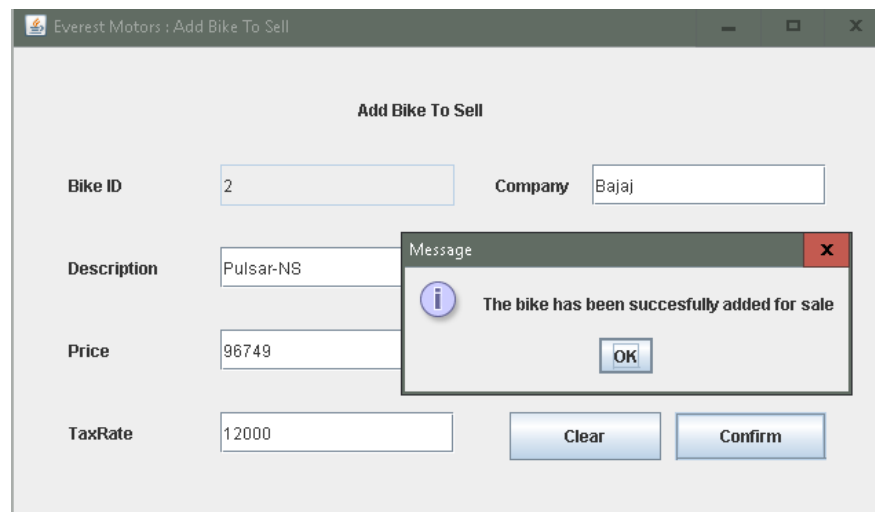 Everest Motors : Add Bike To Sell
Add Bike To Sell
Bike ID 2 Company Bajaj
Message X
Description Pulsar-NS
The bike has been succesfully added for sale
Price 96749
OK
TaxRate 12000 Clear Confirm